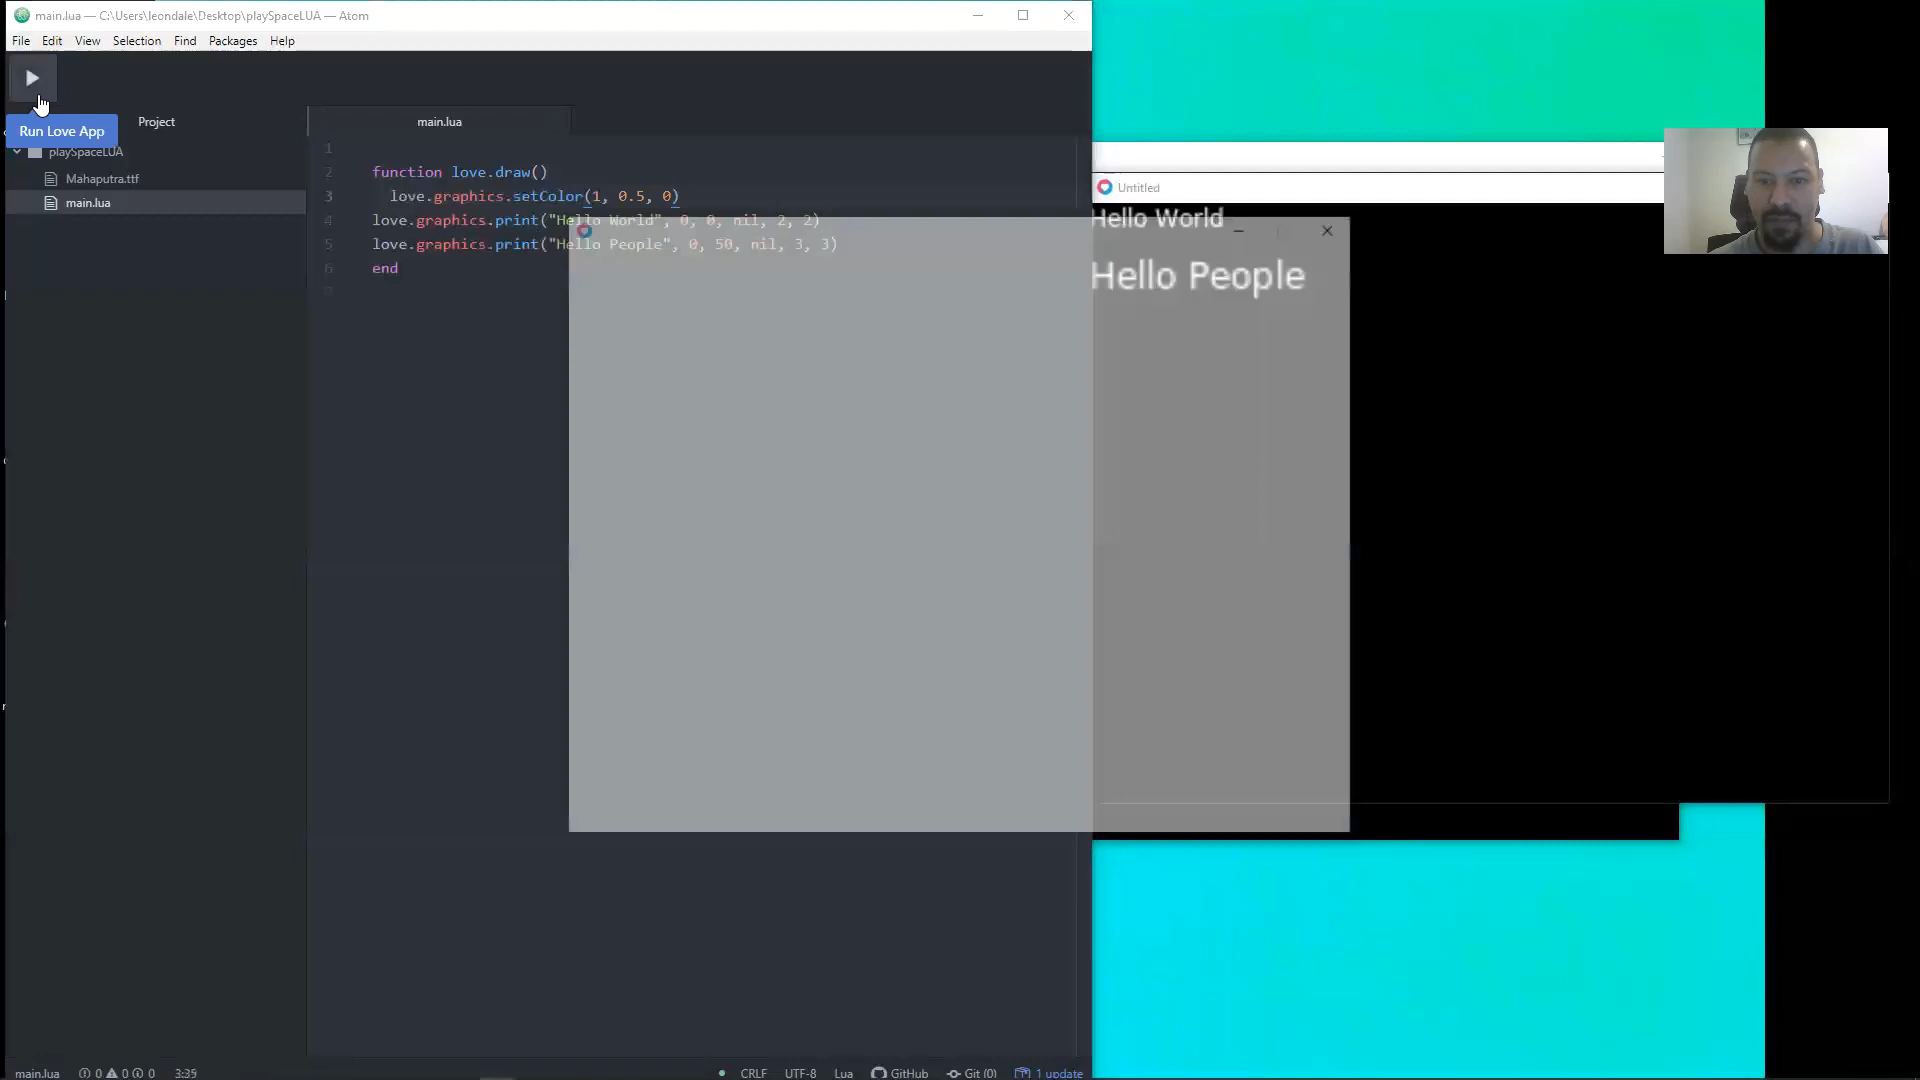 main.lua — C:\Users\leondale\Desktop\playSpaceLUA — Atom
File Edit View Selection Find Packages Help
Run Love App
Project
main.lua
playSpaceLUA
Mahaputra.ttf
main.lua
1
2 function love.draw()
3 love.graphics.setColor(1, 0.5, 0)
4 love.graphics.print("Hello World", 0, 0, nil, 2, 2)
5 love.graphics.print("Hello People", 0, 50, nil, 3, 3)
6 end
7
Untitled
Hello World
Hello People
main.lua 0 0 0 3:35 CRLF UTF-8 Lua GitHub Git (0) 1 update